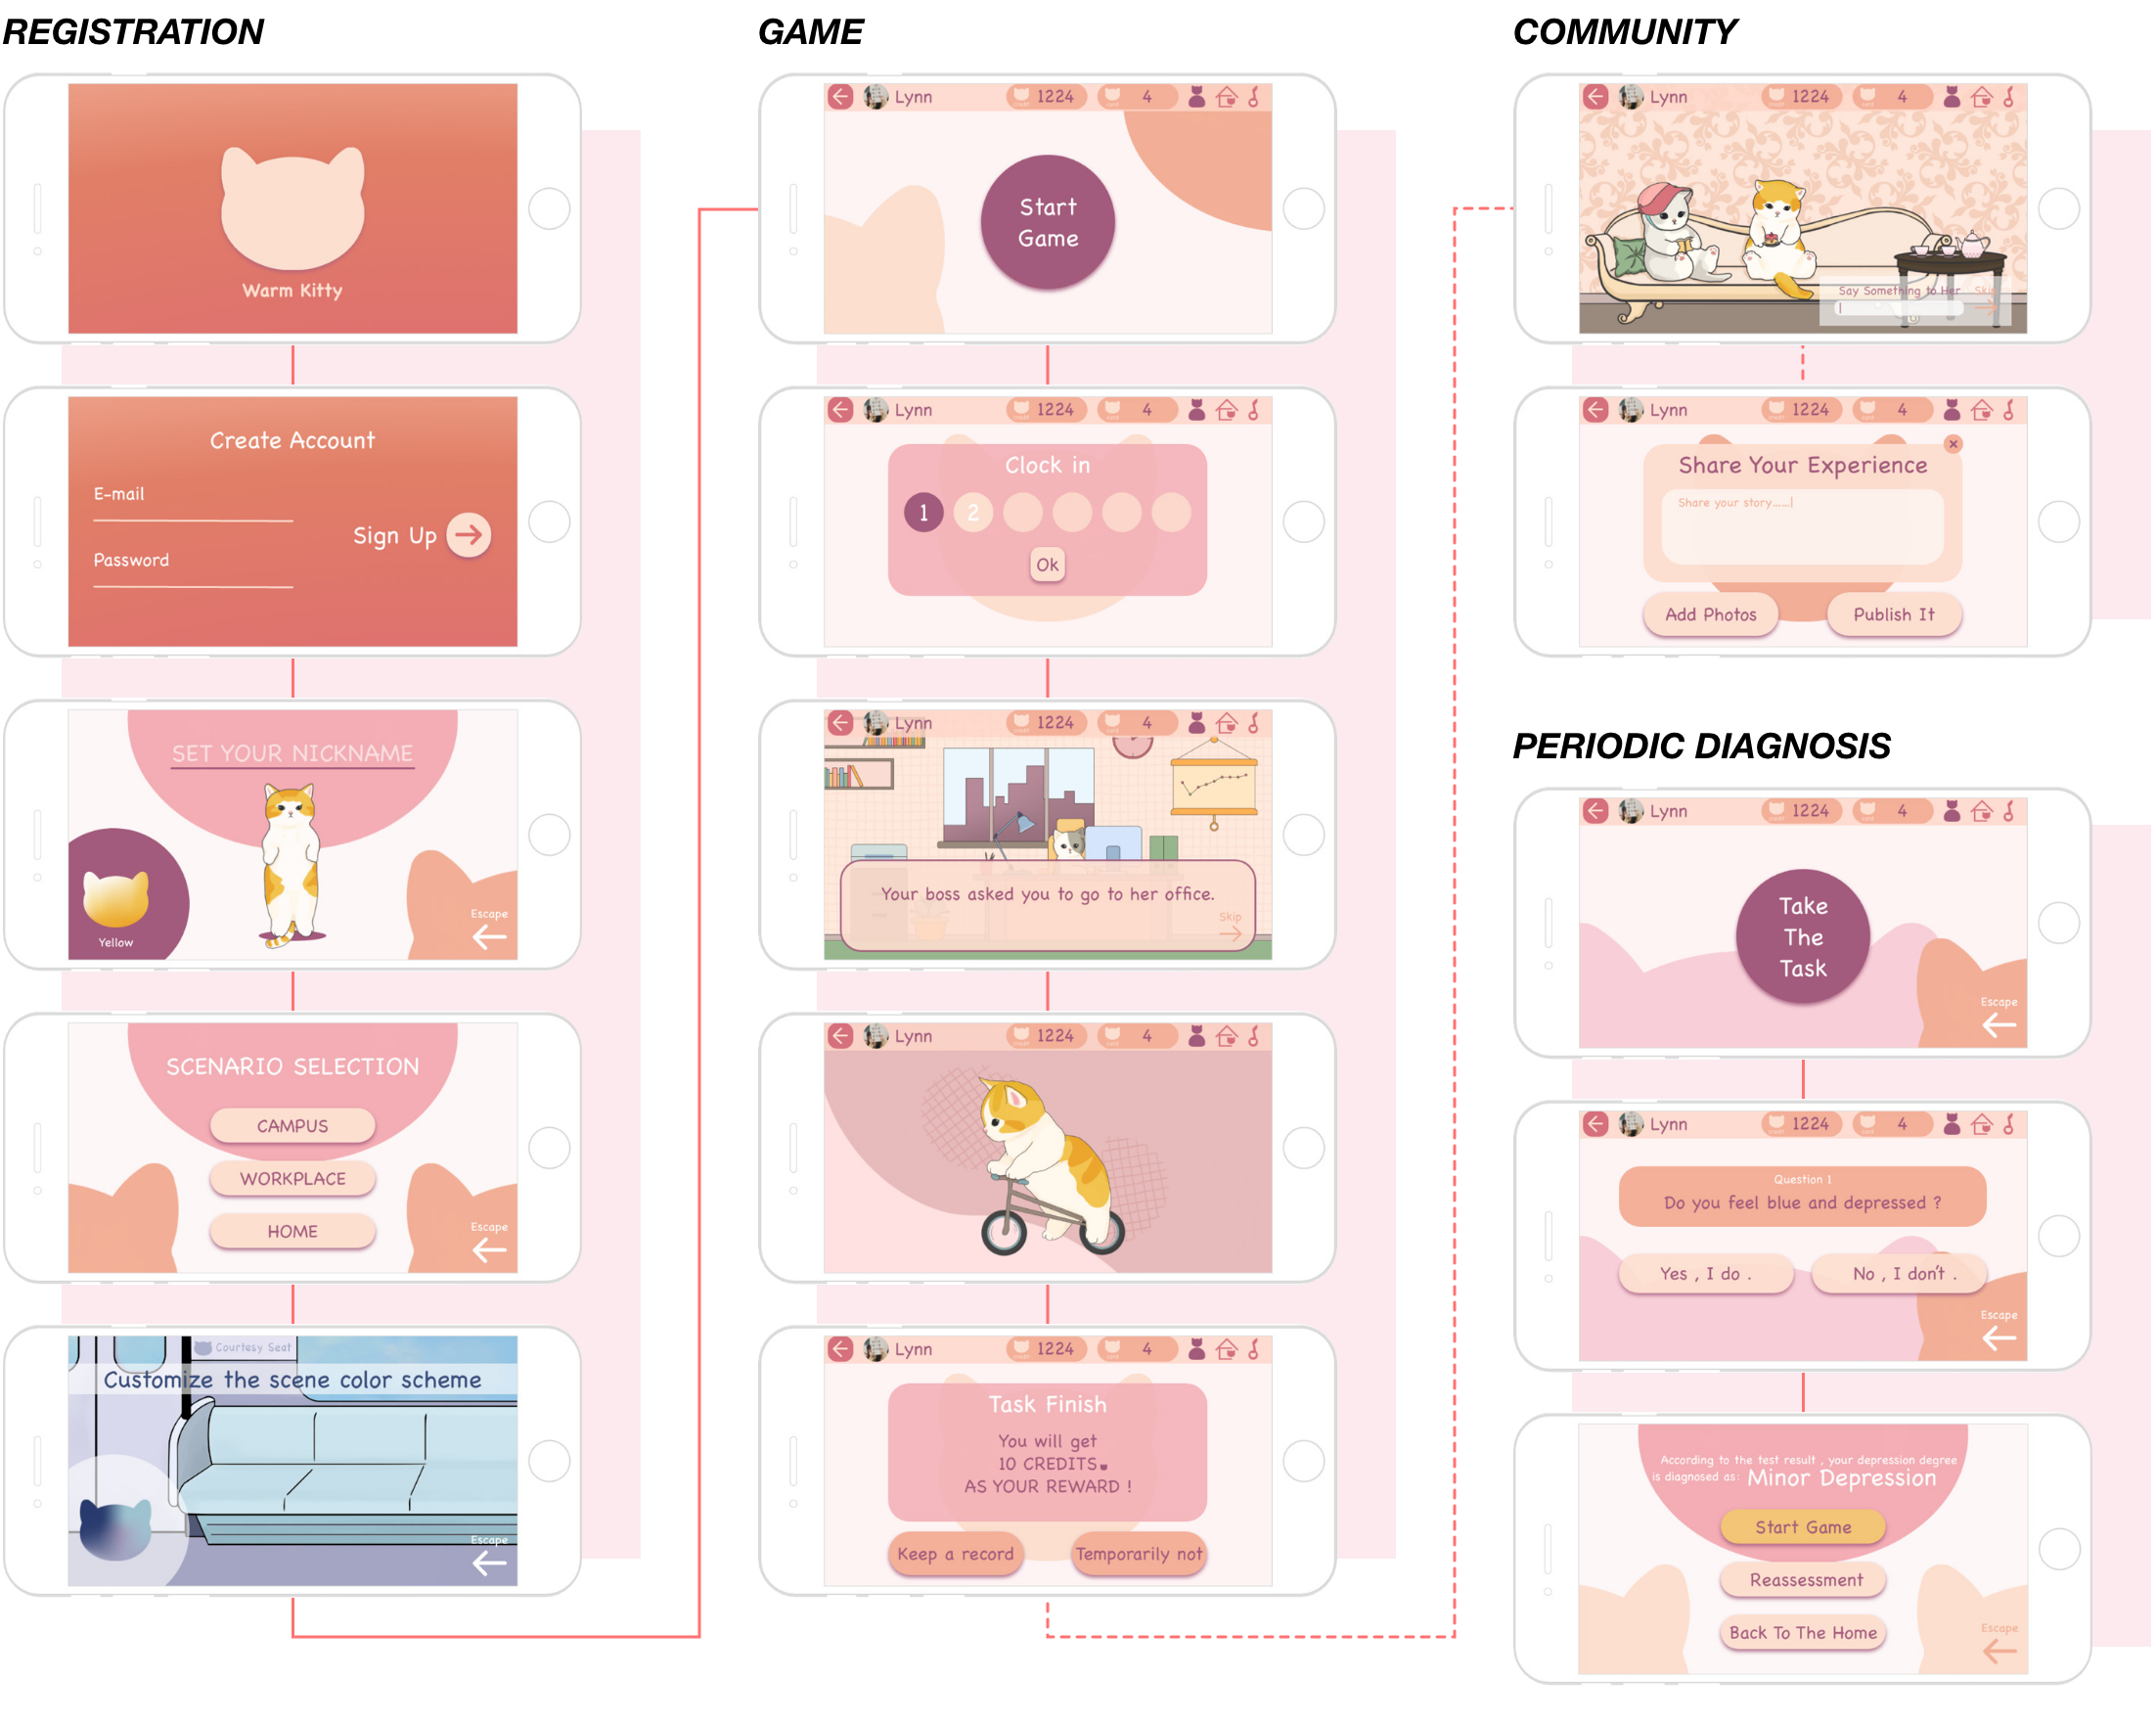 REGISTRATION
Warm Kitty
Create Account
E-mail
Password
Sign Up
SET YOUR NICKNAME
Yellow
Escape
SCENARIO SELECTION
CAMPUS
WORKPLACE
HOME
Escape
Courtesy Seat
Customize the scene color scheme
Escape
GAME
Lynn 1224 4
Start
Game
Lynn 1224 4
Clock in
1 2
Ok
Lynn 1224 4
Your boss asked you to go to her office.
Skip
Lynn 1224 4
Lynn 1224 4
Task Finish
You will get
10 CREDITS
AS YOUR REWARD !
Keep a record
Temporarily not
COMMUNITY
Lynn 1224 4
Say Something to Her
Skip
Lynn 1224 4
Share Your Experience
Share your story......
Add Photos
Publish It
PERIODIC DIAGNOSIS
Lynn 1224 4
Take
The
Task
Escape
Lynn 1224 4
Question 1
Do you feel blue and depressed ?
Yes , I do .
No , I don't .
Escape
According to the test result , your depression degree
is diagnosed as: Minor Depression
Start Game
Reassessment
Back To The Home
Escape